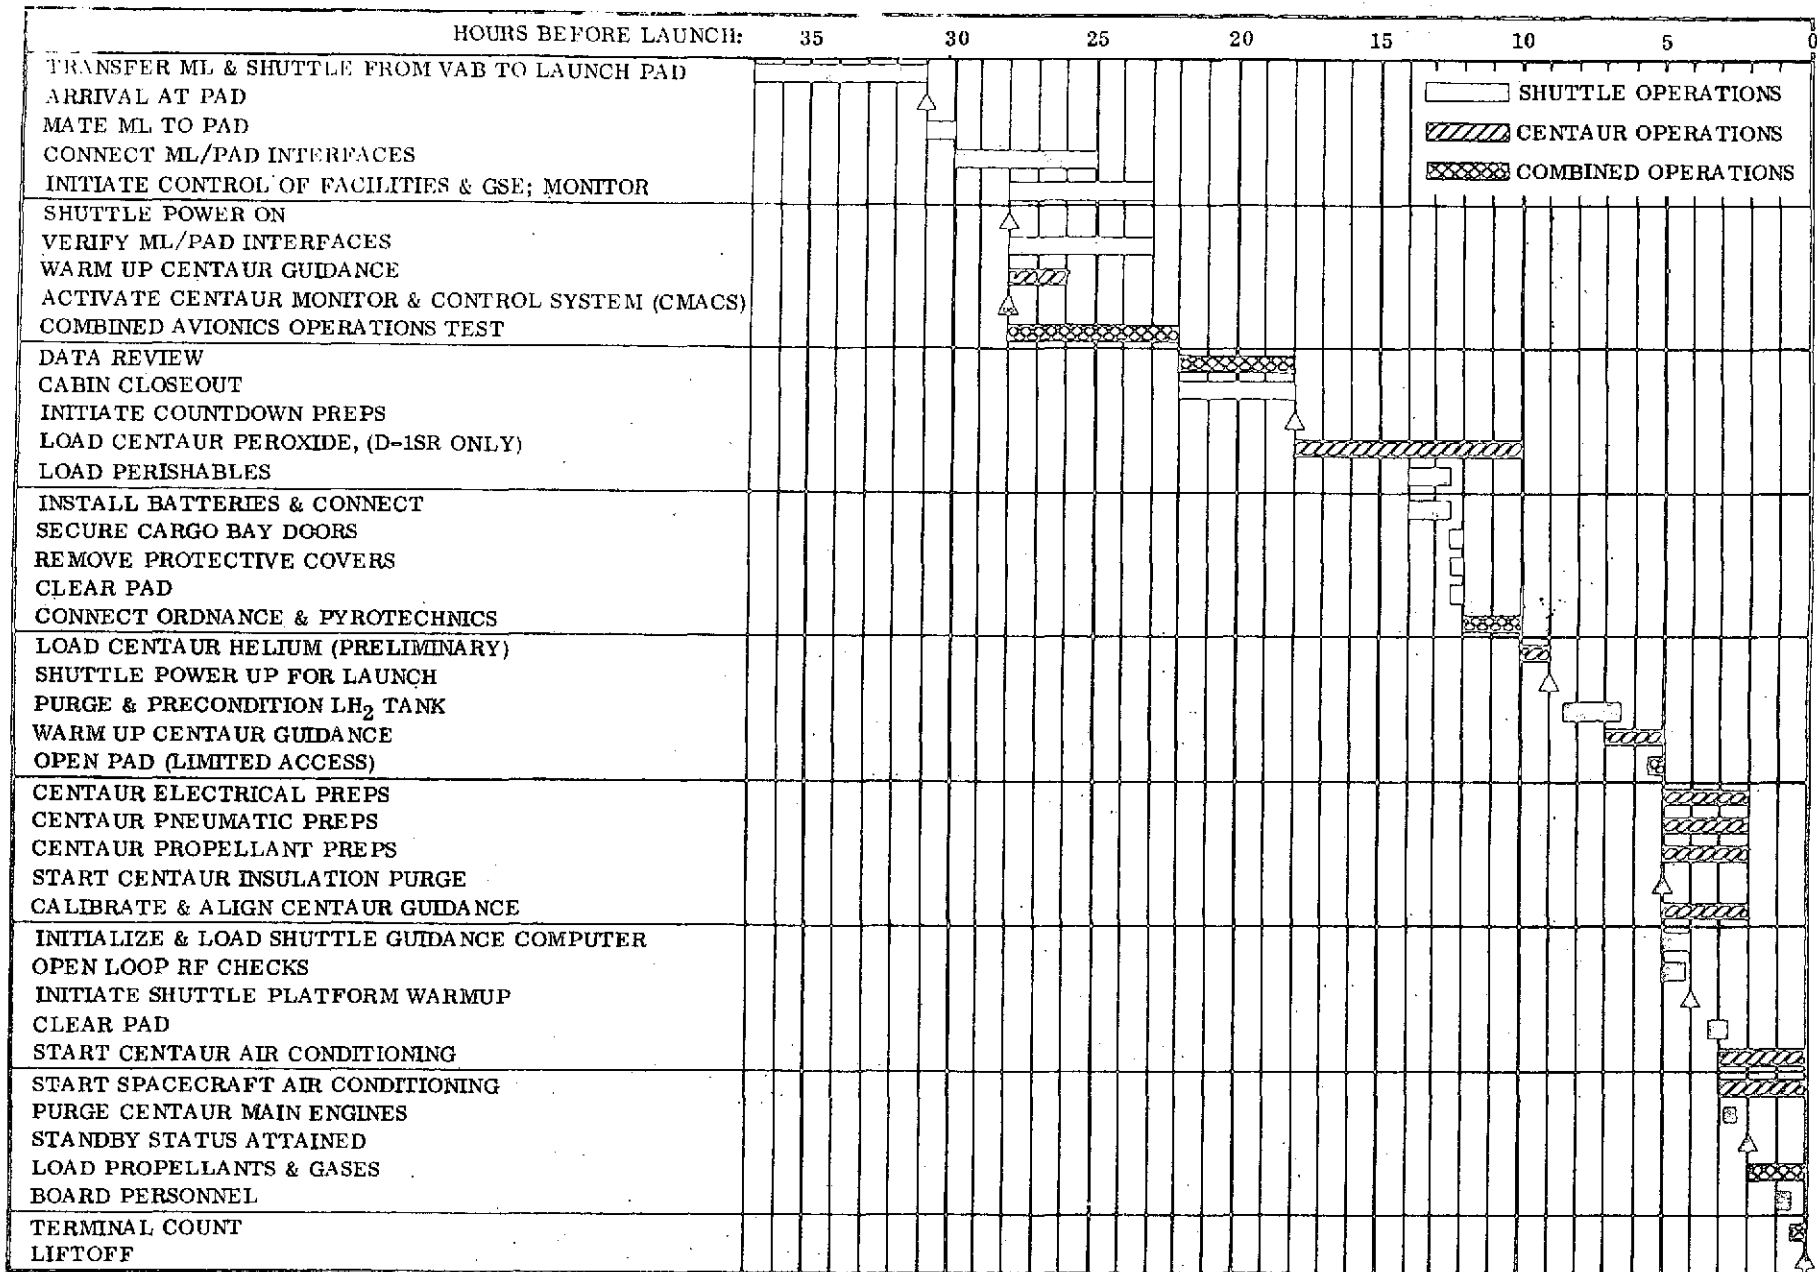 HOURS BEFORE LAUNCH: 35 30 25 20 15 10 5 0
TRANSFER ML & SHUTTLE FROM VAB TO LAUNCH PAD
ARRIVAL AT PAD
MATE ML TO PAD
CONNECT ML/PAD INTERFACES
INITIATE CONTROL OF FACILITIES & GSE; MONITOR
SHUTTLE OPERATIONS
CENTAUR OPERATIONS
COMBINED OPERATIONS
SHUTTLE POWER ON
VERIFY ML/PAD INTERFACES
WARM UP CENTAUR GUIDANCE
ACTIVATE CENTAUR MONITOR & CONTROL SYSTEM (CMACS)
COMBINED AVIONICS OPERATIONS TEST
DATA REVIEW
CABIN CLOSEOUT
INITIATE COUNTDOWN PREPS
LOAD CENTAUR PEROXIDE, (D-1SR ONLY)
LOAD PERISHABLES
INSTALL BATTERIES & CONNECT
SECURE CARGO BAY DOORS
REMOVE PROTECTIVE COVERS
CLEAR PAD
CONNECT ORDNANCE & PYROTECHNICS
LOAD CENTAUR HELIUM (PRELIMINARY)
SHUTTLE POWER UP FOR LAUNCH
PURGE & PRECONDITION LH2 TANK
WARM UP CENTAUR GUIDANCE
OPEN PAD (LIMITED ACCESS)
CENTAUR ELECTRICAL PREPS
CENTAUR PNEUMATIC PREPS
CENTAUR PROPELLANT PREPS
START CENTAUR INSULATION PURGE
CALIBRATE & ALIGN CENTAUR GUIDANCE
INITIALIZE & LOAD SHUTTLE GUIDANCE COMPUTER
OPEN LOOP RF CHECKS
INITIATE SHUTTLE PLATFORM WARMUP
CLEAR PAD
START CENTAUR AIR CONDITIONING
START SPACECRAFT AIR CONDITIONING
PURGE CENTAUR MAIN ENGINES
STANDBY STATUS ATTAINED
LOAD PROPELLANTS & GASES
BOARD PERSONNEL
TERMINAL COUNT
LIFTOFF